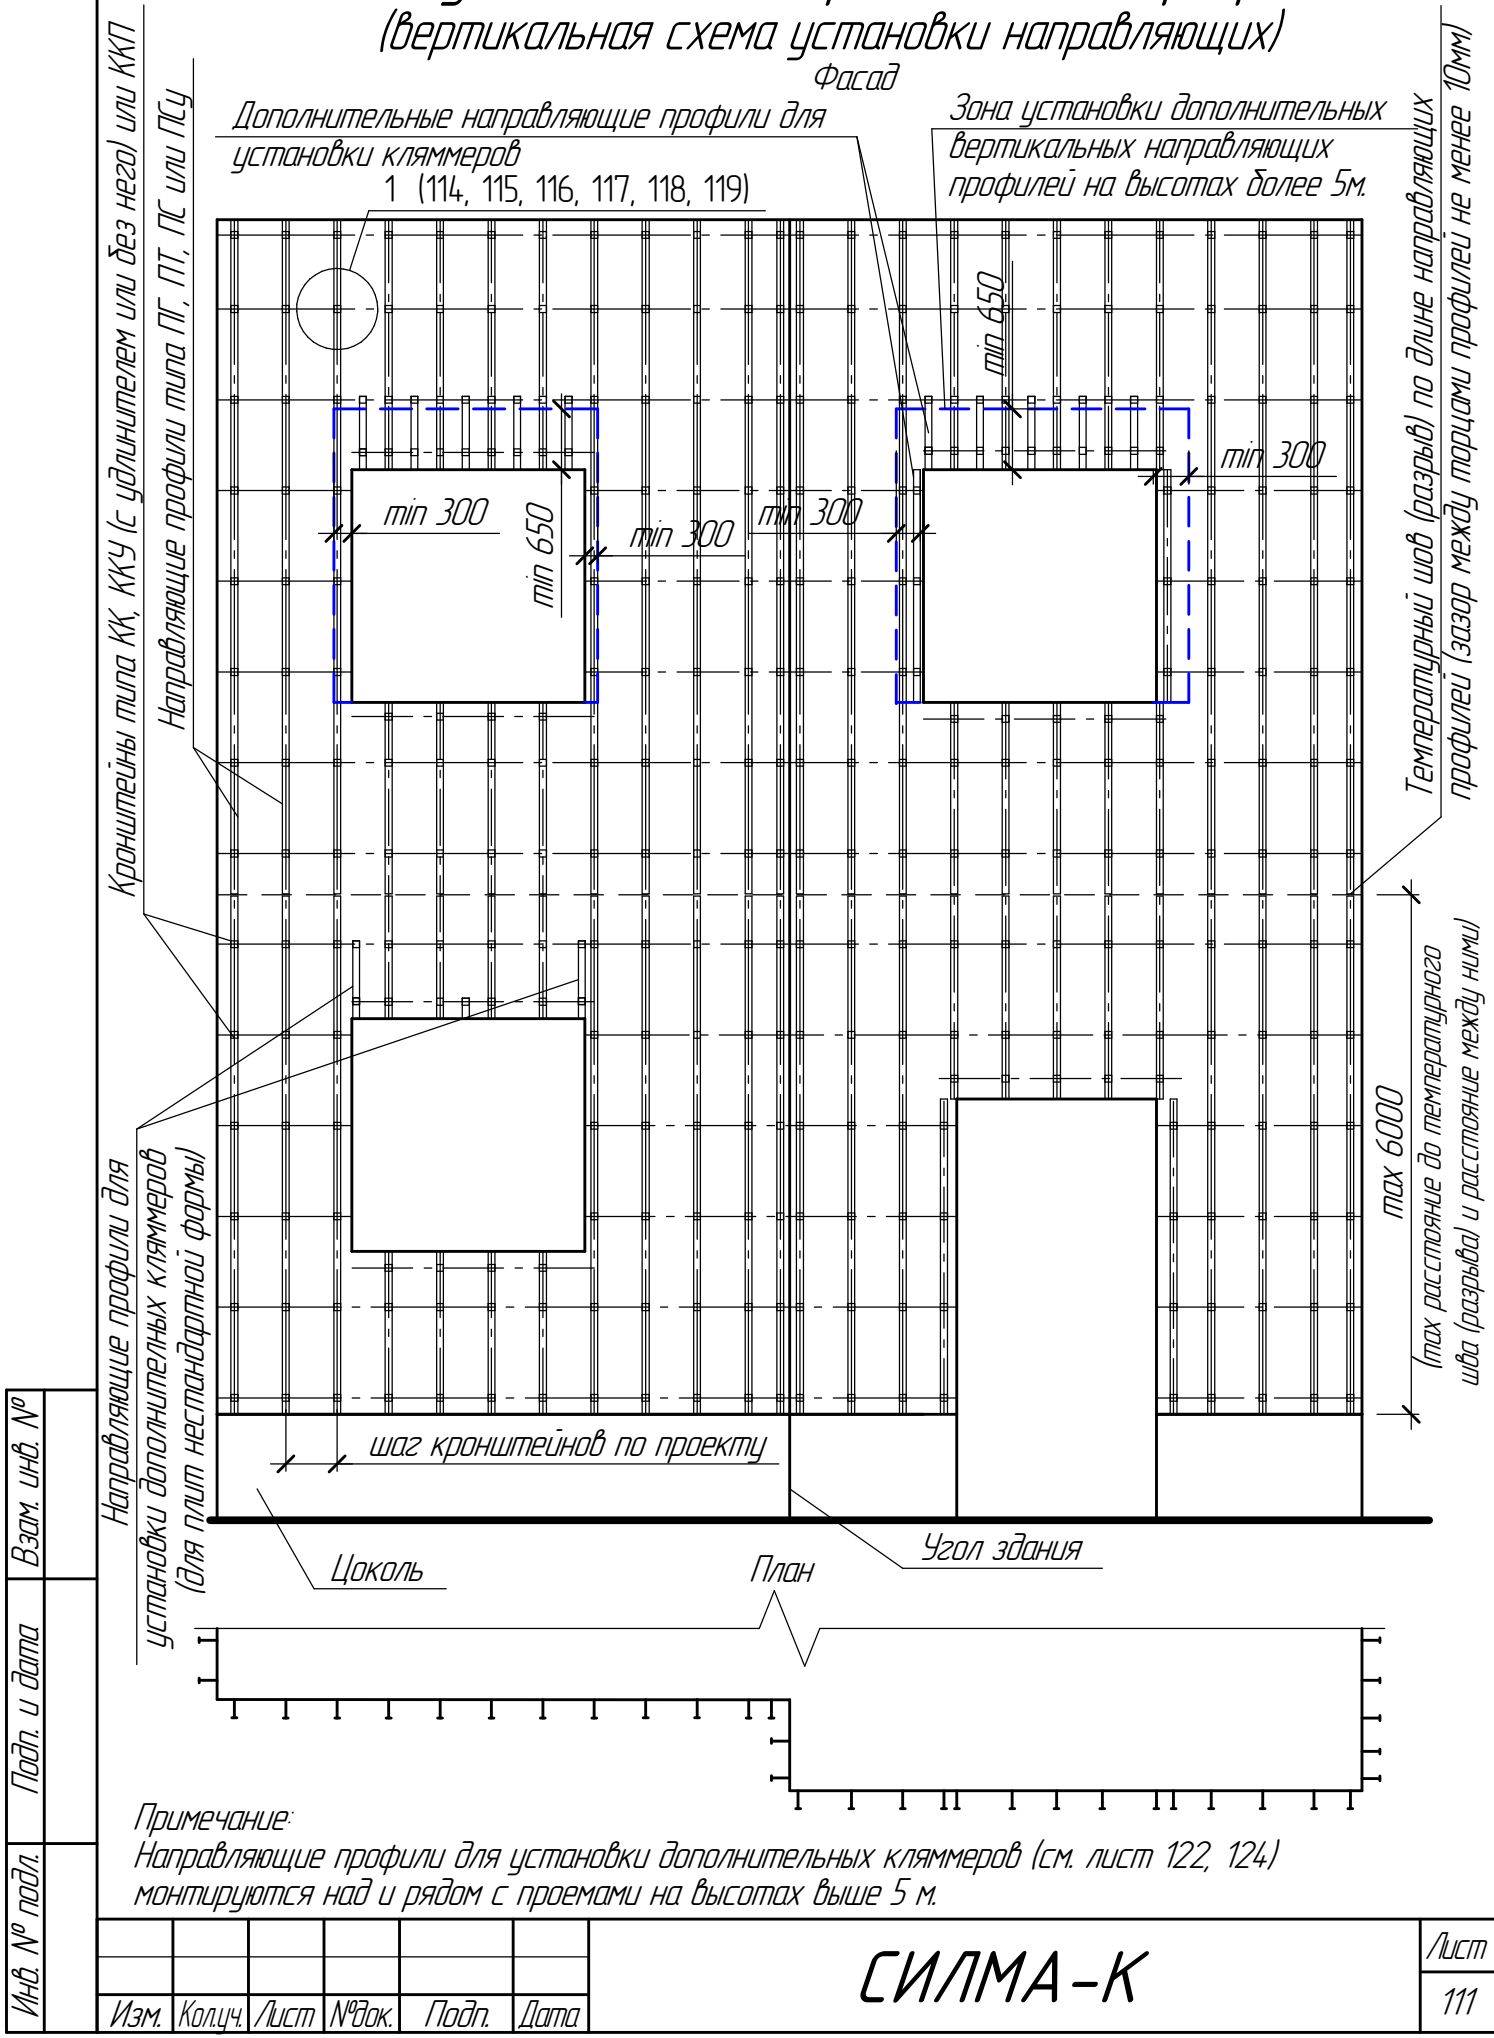 (вертикальная схема установки направляющих)
Фасад
Дополнительные направляющие профили для
установки кляммеров
1 (114, 115, 116, 117, 118, 119)
Зона установки дополнительных
вертикальных направляющих
профилей на высотах более 5м.
Кронштейны типа КК, ККУ (с удлинителем или без него) или ККП
Направляющие профили типа ПГ, ПТ, ПС или ПСу
Температурный шов (разрыв) по длине направляющих
профилей (зазор между торцами профилей не менее 10мм)
min 650
min 300
min 300
min 650
min 300
min 300
max 6000
(max расстояние до температурного
шва (разрыва) и расстояние между ними)
Направляющие профили для
установки дополнительных кляммеров
(для плит нестандартной формы)
шаг кронштейнов по проекту
Цоколь
Угол здания
План
Примечание:
Направляющие профили для установки дополнительных кляммеров (см. лист 122, 124)
монтируются над и рядом с проемами на высотах выше 5 м.
Взам. инв. №
Подп. и дата
Инв. № подл.
Изм. Кол.уч. Лист №док. Подп. Дата
СИЛМА-К
Лист
111